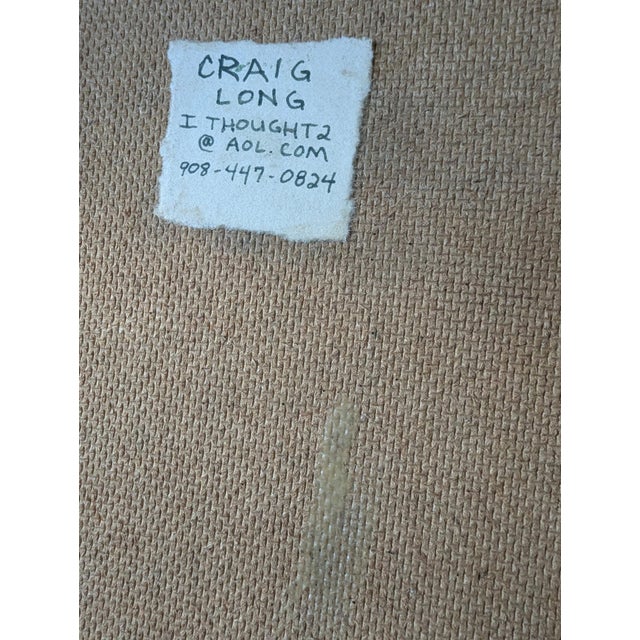 CRAIG
LONG
I THOUGHT2
@ AOL.COM
908-447-0824